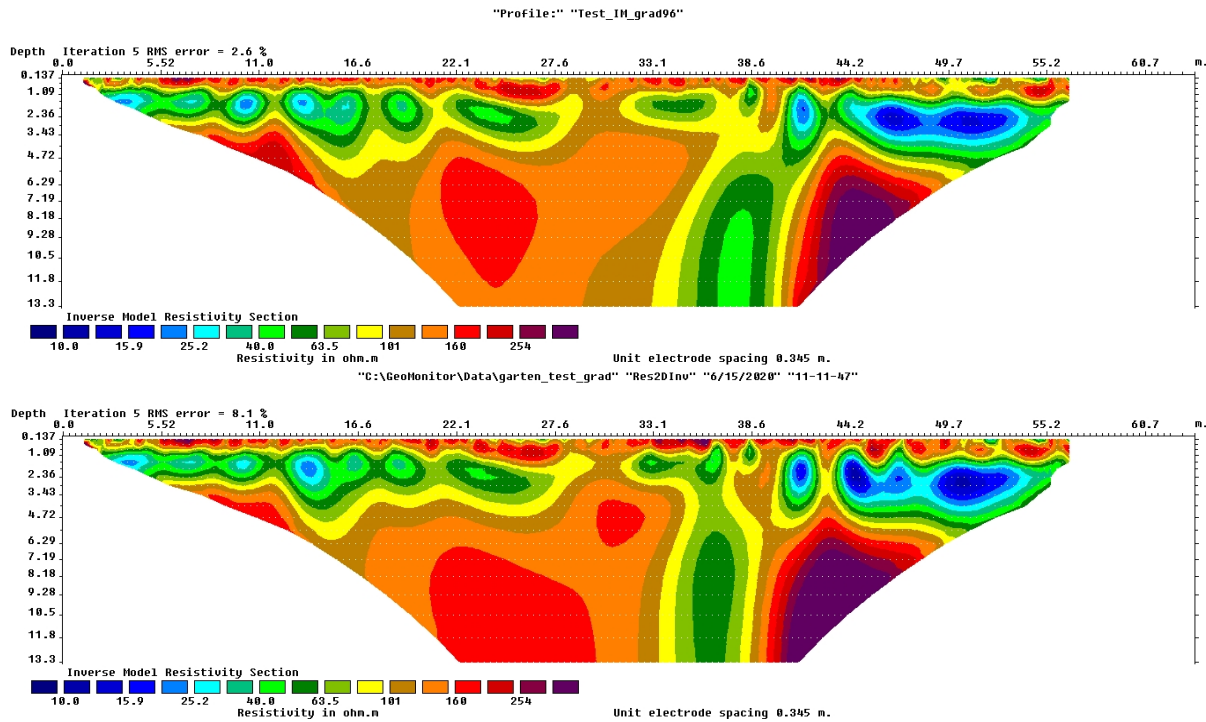 "Profile:" "Test_IM_grad96"
Depth Iteration 5 RMS error = 2.6 %
0.0 5.52 11.0 16.6 22.1 27.6 33.1 38.6 44.2 49.7 55.2 60.7 m.
0.137
1.09
2.36
3.43
4.72
6.29
7.19
8.18
9.28
10.5
11.8
13.3
Inverse Model Resistivity Section
10.0 15.9 25.2 40.0 63.5 101 160 254
Resistivity in ohm.m Unit electrode spacing 0.345 m.
"C:\GeoMonitor\Data\garten_test_grad" "Res2DInv" "6/15/2020" "11-11-47"
Depth Iteration 5 RMS error = 8.1 %
0.0 5.52 11.0 16.6 22.1 27.6 33.1 38.6 44.2 49.7 55.2 60.7 m.
0.137
1.09
2.36
3.43
4.72
6.29
7.19
8.18
9.28
10.5
11.8
13.3
Inverse Model Resistivity Section
10.0 15.9 25.2 40.0 63.5 101 160 254
Resistivity in ohm.m Unit electrode spacing 0.345 m.